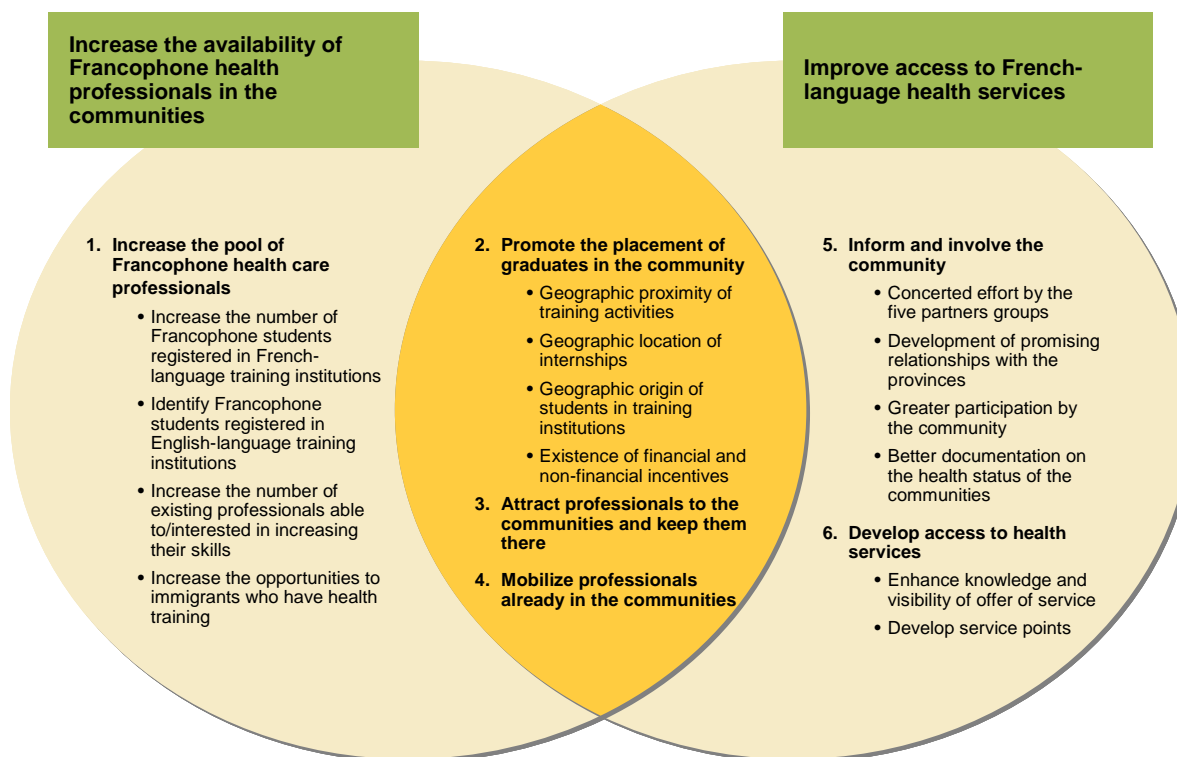 Increase the availability of
Francophone health
professionals in the
communities
Improve access to French-
language health services
1. Increase the pool of
Francophone health care
professionals
• Increase the number of
Francophone students
registered in French-
language training institutions
• Identify Francophone
students registered in
English-language training
institutions
• Increase the number of
existing professionals able
to/interested in increasing
their skills
• Increase the opportunities to
immigrants who have health
training
2. Promote the placement of
graduates in the community
• Geographic proximity of
training activities
• Geographic location of
internships
• Geographic origin of
students in training
institutions
• Existence of financial and
non-financial incentives
3. Attract professionals to the
communities and keep them
there
4. Mobilize professionals
already in the communities
5. Inform and involve the
community
• Concerted effort by the
five partners groups
• Development of promising
relationships with the
provinces
• Greater participation by
the community
• Better documentation on
the health status of the
communities
6. Develop access to health
services
• Enhance knowledge and
visibility of offer of service
• Develop service points